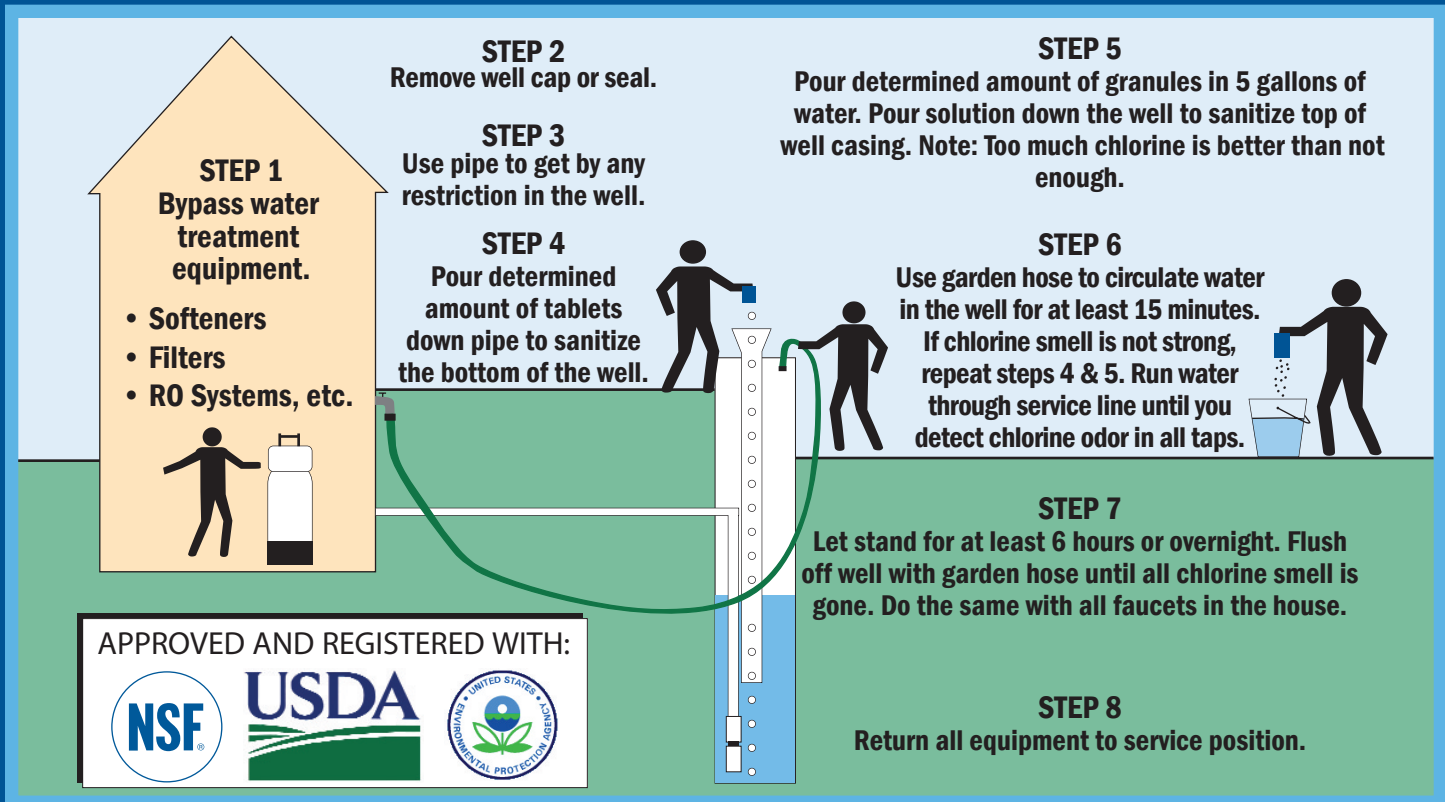 STEP 1
Bypass water
treatment
equipment.
• Softeners
• Filters
• RO Systems, etc.
STEP 2
Remove well cap or seal.
STEP 3
Use pipe to get by any
restriction in the well.
STEP 4
Pour determined
amount of tablets
down pipe to sanitize
the bottom of the well.
STEP 5
Pour determined amount of granules in 5 gallons of
water. Pour solution down the well to sanitize top of
well casing. Note: Too much chlorine is better than not
enough.
STEP 6
Use garden hose to circulate water
in the well for at least 15 minutes.
If chlorine smell is not strong,
repeat steps 4 & 5. Run water
through service line until you
detect chlorine odor in all taps.
STEP 7
Let stand for at least 6 hours or overnight. Flush
off well with garden hose until all chlorine smell is
gone. Do the same with all faucets in the house.
STEP 8
Return all equipment to service position.
APPROVED AND REGISTERED WITH:
NSF®
USDA
UNITED STATES
ENVIRONMENTAL PROTECTION AGENCY